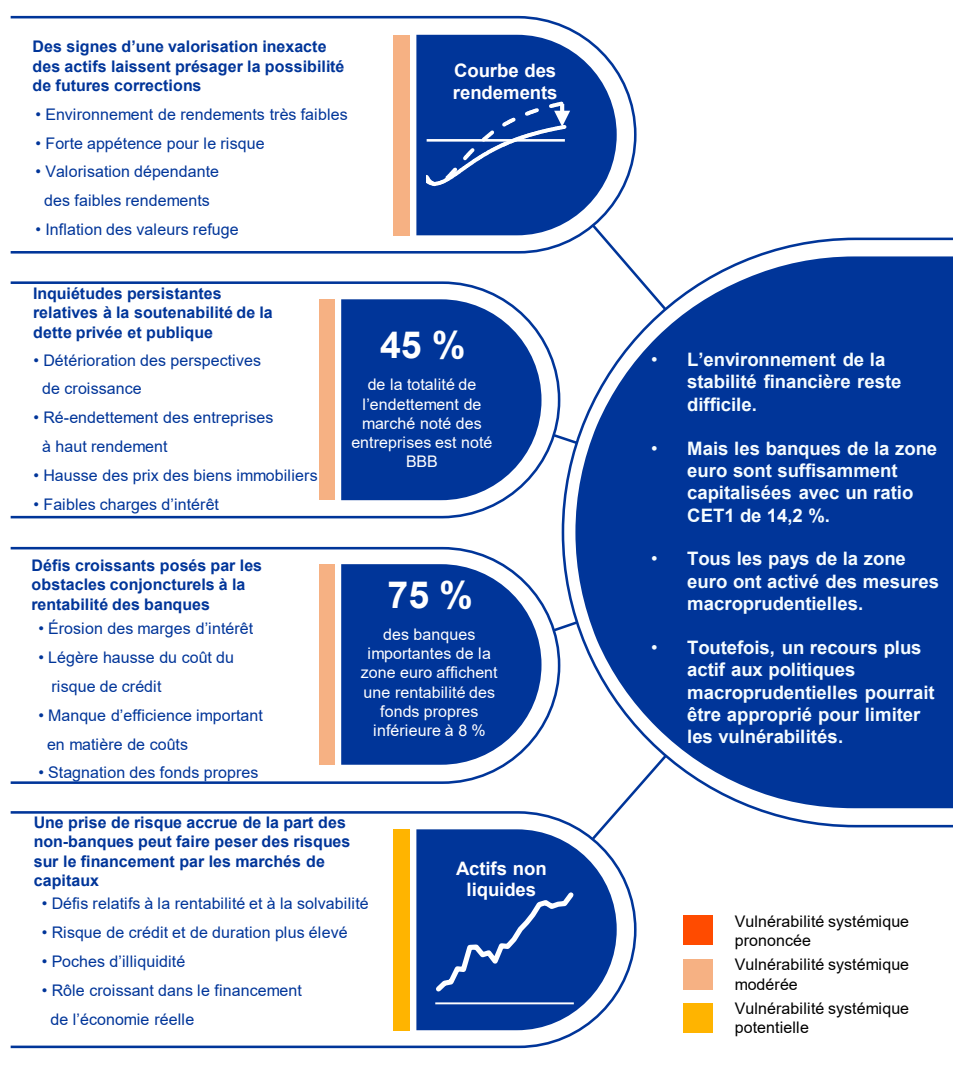 Des signes d'une valorisation inexacte
des actifs laissent présager la possibilité
de futures corrections
• Environnement de rendements très faibles
• Forte appétence pour le risque
• Valorisation dépendante
des faibles rendements
• Inflation des valeurs refuge
Courbe des
rendements
Inquiétudes persistantes
relatives à la soutenabilité de la
dette privée et publique
• Détérioration des perspectives
de croissance
• Ré-endettement des entreprises
à haut rendement
• Hausse des prix des biens immobiliers
• Faibles charges d'intérêt
45 %
de la totalité de
l'endettement de
marché noté des
entreprises est noté
BBB
Défis croissants posés par les
obstacles conjoncturels à la
rentabilité des banques
• Érosion des marges d'intérêt
• Légère hausse du coût du
risque de crédit
• Manque d'efficience important
en matière de coûts
• Stagnation des fonds propres
75 %
des banques
importantes de la
zone euro affichent
une rentabilité des
fonds propres
inférieure à 8 %
Une prise de risque accrue de la part des
non-banques peut faire peser des risques
sur le financement par les marchés de
capitaux
• Défis relatifs à la rentabilité et à la solvabilité
• Risque de crédit et de duration plus élevé
• Poches d'illiquidité
• Rôle croissant dans le financement
de l'économie réelle
Actifs non
liquides
• L'environnement de la
stabilité financière reste
difficile.
• Mais les banques de la zone
euro sont suffisamment
capitalisées avec un ratio
CET1 de 14,2 %.
• Tous les pays de la zone
euro ont activé des mesures
macroprudentielles.
• Toutefois, un recours plus
actif aux politiques
macroprudentielles pourrait
être approprié pour limiter
les vulnérabilités.
Vulnérabilité systémique
prononcée
Vulnérabilité systémique
modérée
Vulnérabilité systémique
potentielle